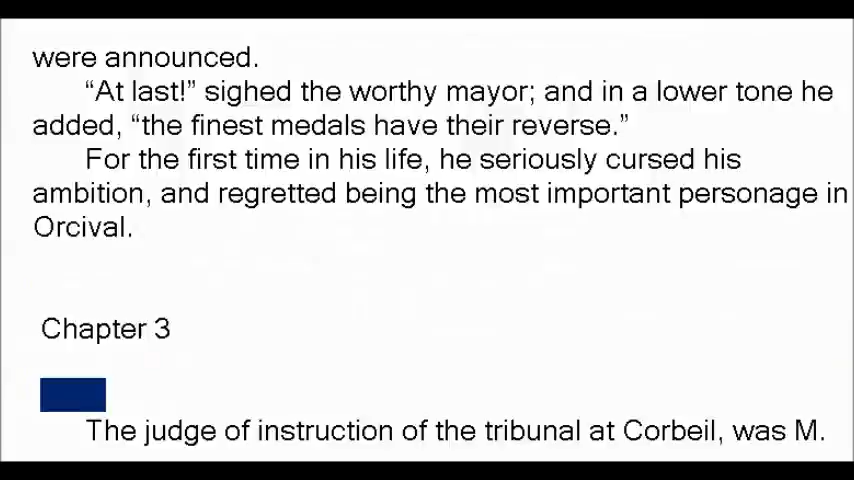 were announced.
“At last!” sighed the worthy mayor; and in a lower tone he
added, “the finest medals have their reverse.”
For the first time in his life, he seriously cursed his
ambition, and regretted being the most important personage in
Orcival.
Chapter 3
The judge of instruction of the tribunal at Corbeil, was M.